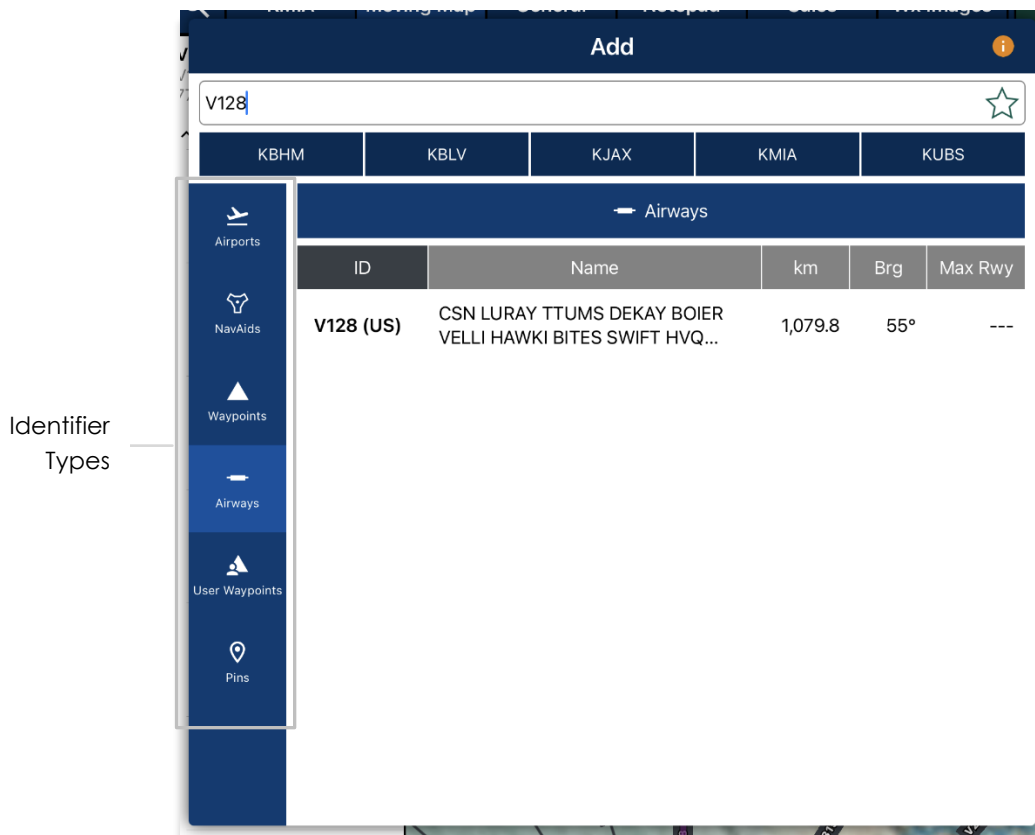 Add
V128
KBHM KBLV KJAX KMIA KUBS
Airports
NavAids
Waypoints
Airways
User Waypoints
Pins
Airways
ID Name km Brg Max Rwy
V128 (US) CSN LURAY TTUMS DEKAY BOIER 1,079.8 55° ---
VELLI HAWKI BITES SWIFT HVQ...
Identifier
Types